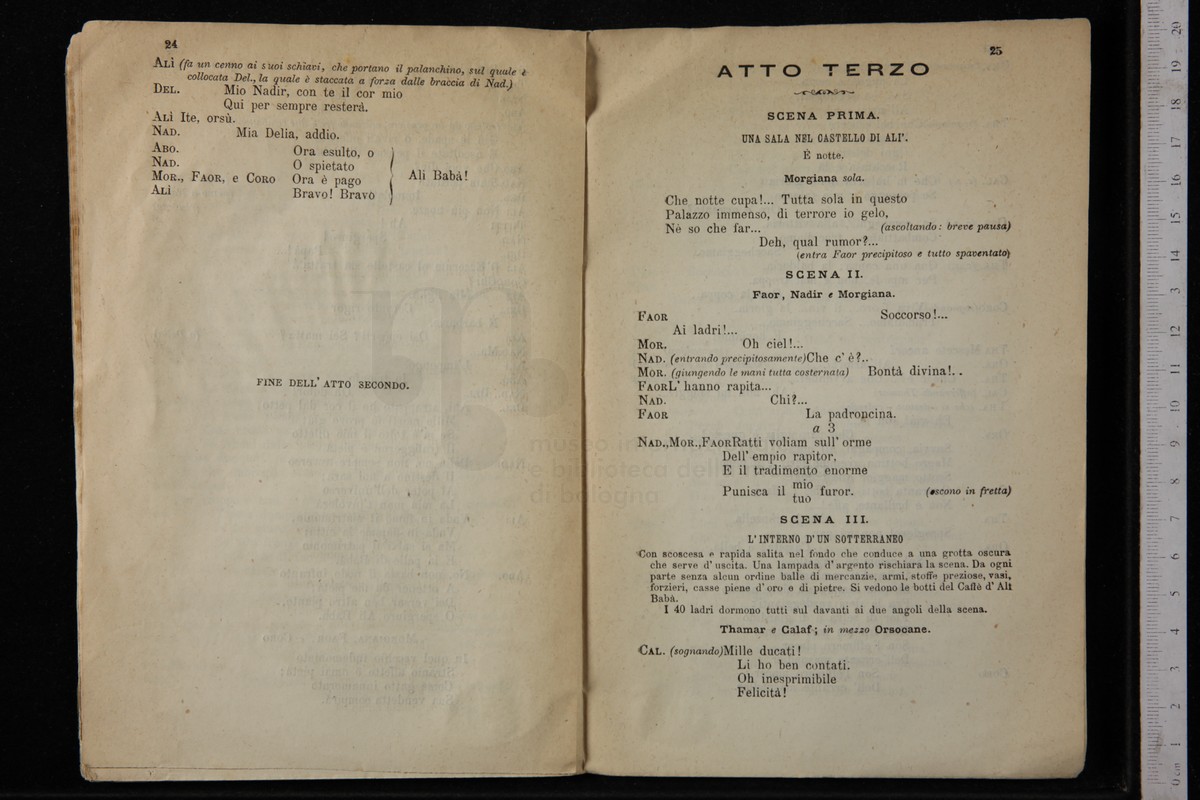 24
ALÌ (fa un cenno ai suoi schiavi, che portano il palanchino, sul quale è
collocata Del., la quale è staccata a forza dalle braccia di Nad.)
DEL. Mio Nadir, con te il cor mio
Qui per sempre resterà.
ALÌ Ite, orsù.
NAD. Mia Delia, addio.
ABO. Ora esulto, o
NAD. O spietato
MOR., FAOR, e CORO Ora è pago
ALÌ Bravo! Bravo
Alì Babà!
FINE DELL' ATTO SECONDO.
25
ATTO TERZO
SCENA PRIMA.
UNA SALA NEL CASTELLO DI ALI'.
È notte.
Morgiana sola.
Che notte cupa!... Tutta sola in questo
Palazzo immenso, di terrore io gelo,
Nè so che far... (ascoltando: breve pausa)
Deh, qual rumor?...
(entra Faor precipitoso e tutto spaventato)
SCENA II.
Faor, Nadir e Morgiana.
FAOR Soccorso!...
Ai ladri!...
MOR. Oh ciel!...
NAD. (entrando precipitosamente)Che c' è?..
MOR. (giungendo le mani tutta costernata) Bontà divina!..
FAOR L' hanno rapita...
NAD. Chi?...
FAOR La padroncina.
a 3
NAD.,MOR.,FAOR Ratti voliam sull' orme
Dell' empio rapitor,
E il tradimento enorme
Punisca il mio furor. (escono in fretta)
tuo
SCENA III.
L'INTERNO D'UN SOTTERRANEO
Con scoscesa e rapida salita nel fondo che conduce a una grotta oscura
che serve d' uscita. Una lampada d' argento rischiara la scena. Da ogni
parte senza alcun ordine balle di mercanzie, armi, stoffe preziose, vasi,
forzieri, casse piene d' oro e di pietre. Si vedono le botti del Caffè d' Alì
Babà.
I 40 ladri dormono tutti sul davanti ai due angoli della scena.
Thamar e Calaf; in mezzo Orsocane.
CAL. (sognando)Mille ducati!
Li ho ben contati.
Oh inesprimibile
Felicità!